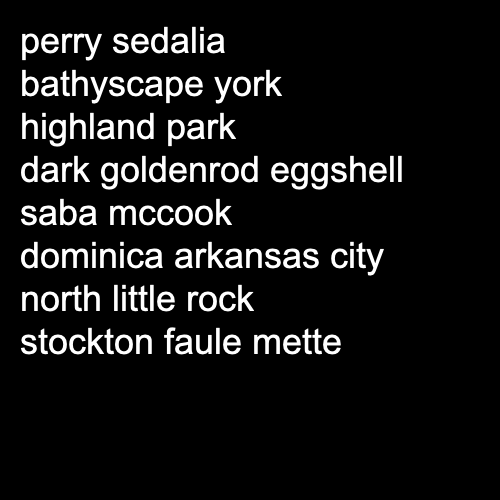 perry sedalia
bathyscape york
highland park
dark goldenrod eggshell
saba mccook
dominica arkansas city
north little rock
stockton faule mette